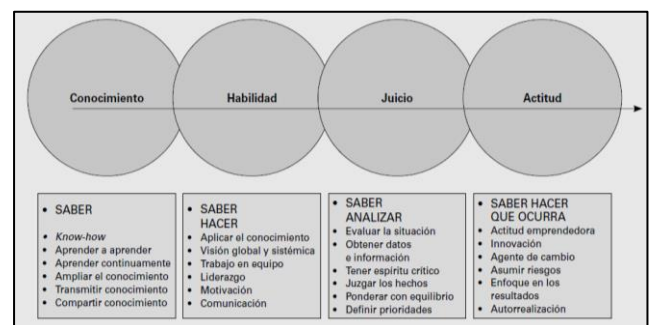 Conocimiento
Habilidad
Juicio
Actitud
• SABER
• Know-how
• Aprender a aprender
• Aprender continuamente
• Ampliar el conocimiento
• Transmitir conocimiento
• Compartir conocimiento
• SABER
HACER
• Aplicar el conocimiento
• Visión global y sistémica
• Trabajo en equipo
• Liderazgo
• Motivación
• Comunicación
• SABER
ANALIZAR
• Evaluar la situación
• Obtener datos
e información
• Tener espíritu crítico
• Juzgar los hechos
• Ponderar con equilibrio
• Definir prioridades
• SABER HACER
QUE OCURRA
• Actitud emprendedora
• Innovación
• Agente de cambio
• Asumir riesgos
• Enfoque en los
resultados
• Autorrealización